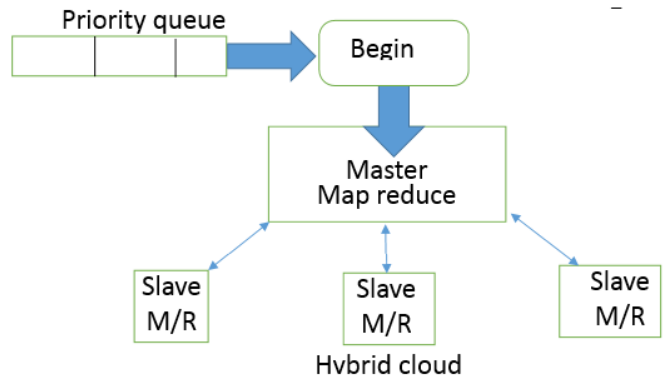 Priority queue
Begin
Master
Map reduce
Slave
M/R
Slave
M/R
Slave
M/R
Hybrid cloud